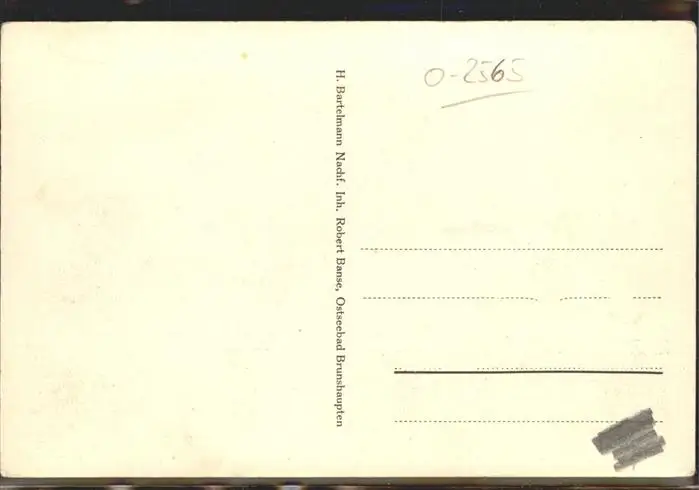 O-2565
H. Bartelmann Nachf. Inh. Robert Banse, Ostseebad Brunshaupten